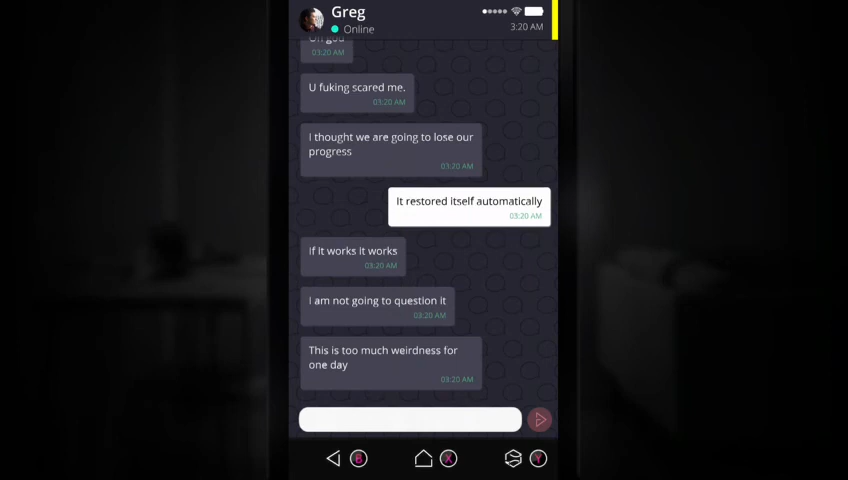 Greg
Online
3:20 AM
Oh god
03:20 AM
U fuking scared me.
03:20 AM
I thought we are going to lose our
progress
03:20 AM
It restored itself automatically
03:20 AM
If it works it works
03:20 AM
I am not going to question it
03:20 AM
This is too much weirdness for
one day
03:20 AM
B
X
Y